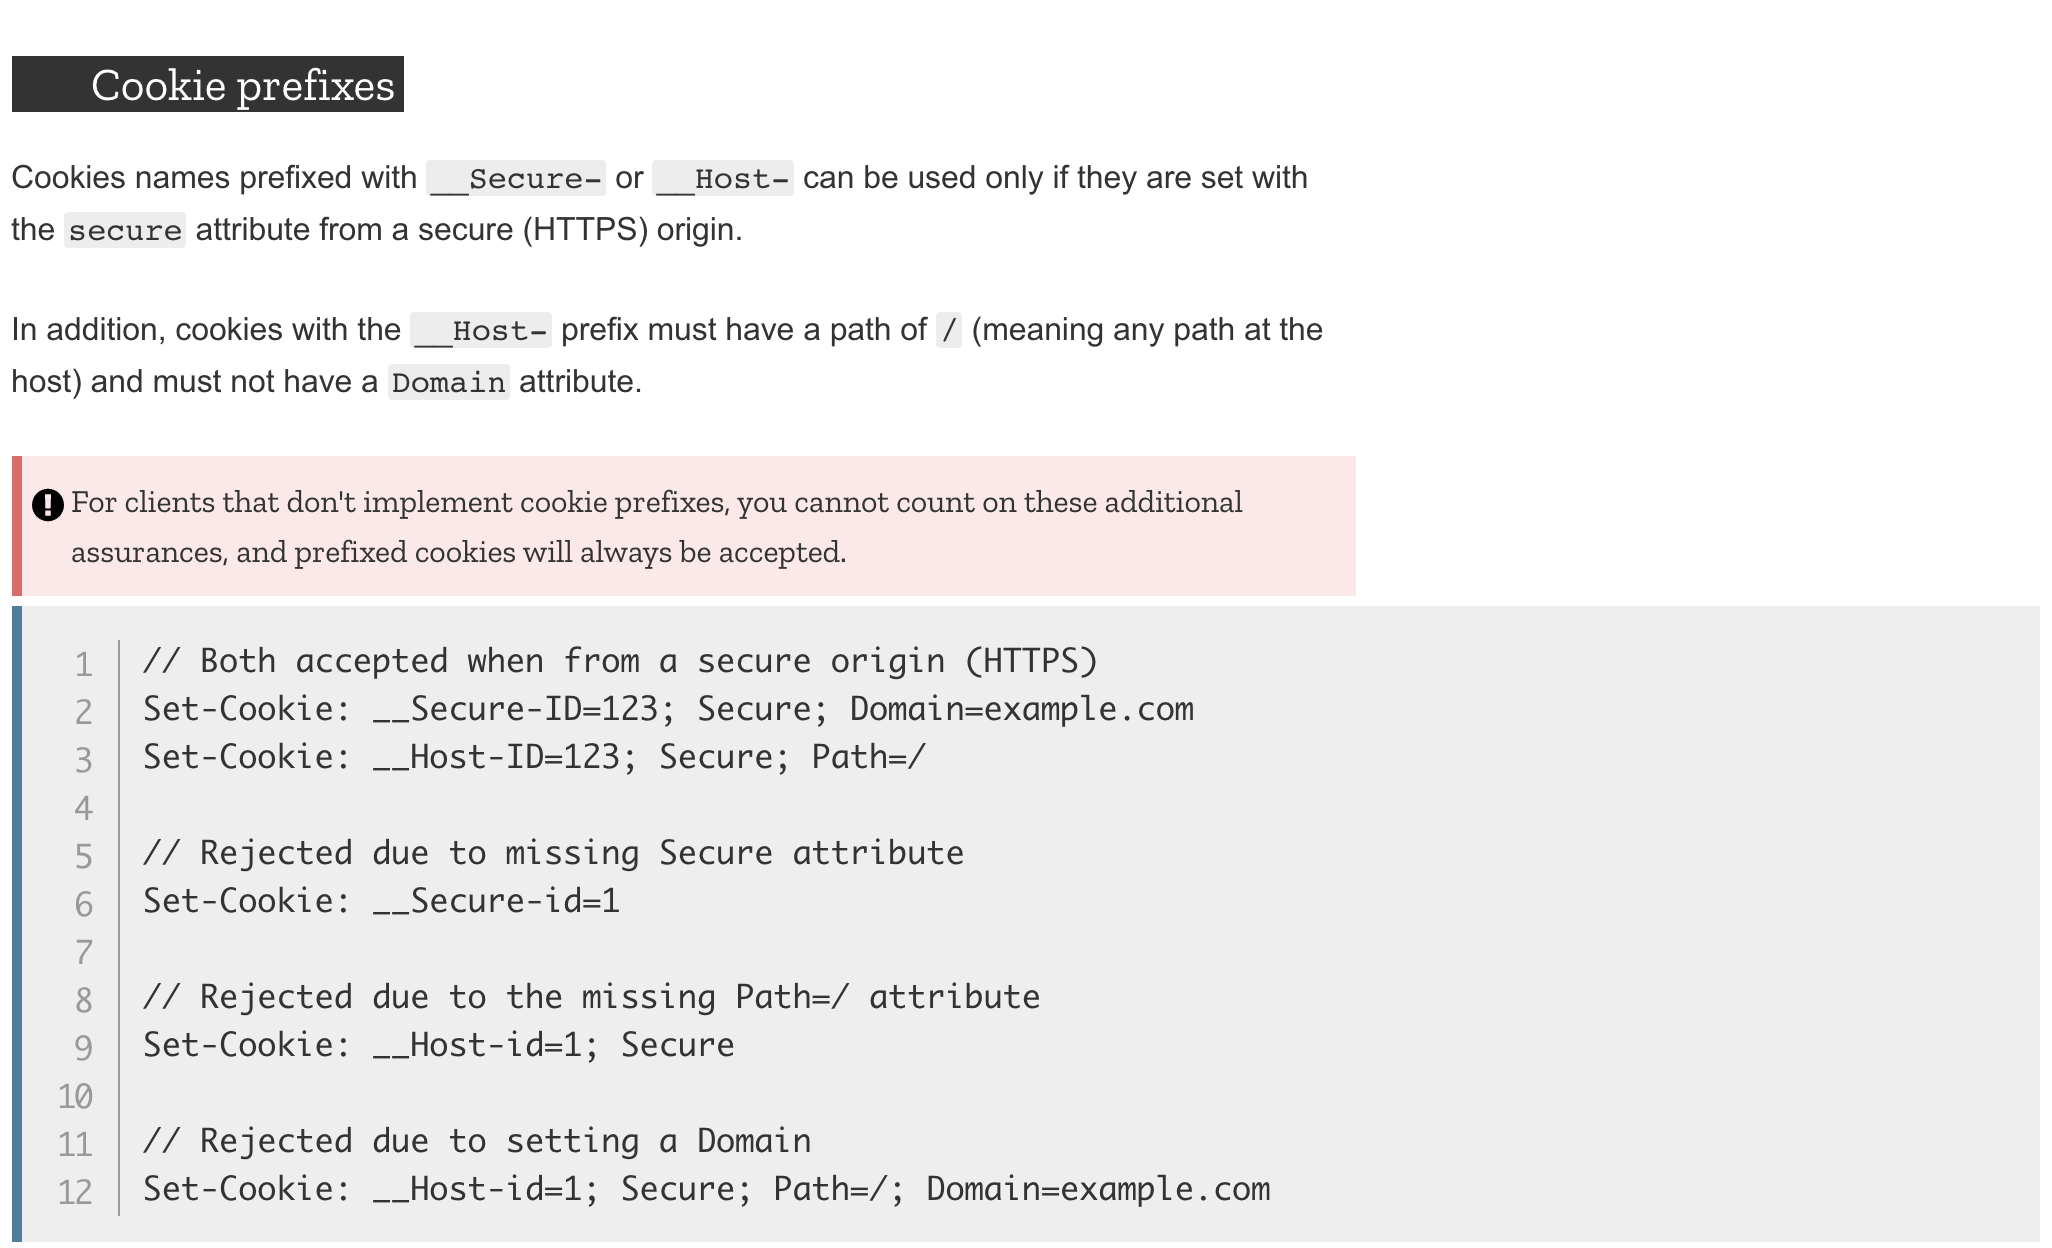 Cookie prefixes
Cookies names prefixed with __Secure- or __Host- can be used only if they are set with
the secure attribute from a secure (HTTPS) origin.
In addition, cookies with the __Host- prefix must have a path of / (meaning any path at the
host) and must not have a Domain attribute.
For clients that don't implement cookie prefixes, you cannot count on these additional
assurances, and prefixed cookies will always be accepted.
1 // Both accepted when from a secure origin (HTTPS)
2 Set-Cookie: __Secure-ID=123; Secure; Domain=example.com
3 Set-Cookie: __Host-ID=123; Secure; Path=/
4
5 // Rejected due to missing Secure attribute
6 Set-Cookie: __Secure-id=1
7
8 // Rejected due to the missing Path=/ attribute
9 Set-Cookie: __Host-id=1; Secure
10
11 // Rejected due to setting a Domain
12 Set-Cookie: __Host-id=1; Secure; Path=/; Domain=example.com